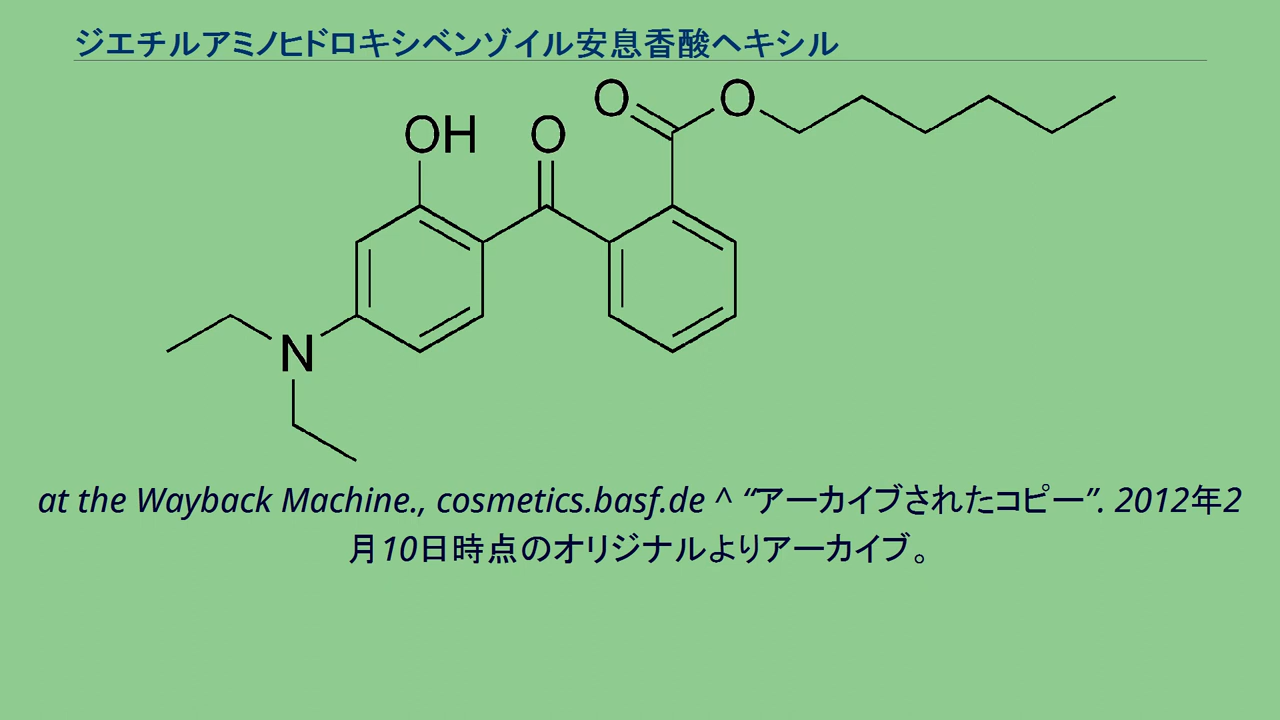 ジエチルアミノヒドロキシベンゾイル安息香酸ヘキシル
O
O
OH
O
N
at the Wayback Machine., cosmetics.basf.de ^ “アーカイブされたコピー”. 2012年2
月10日時点のオリジナルよりアーカイブ。